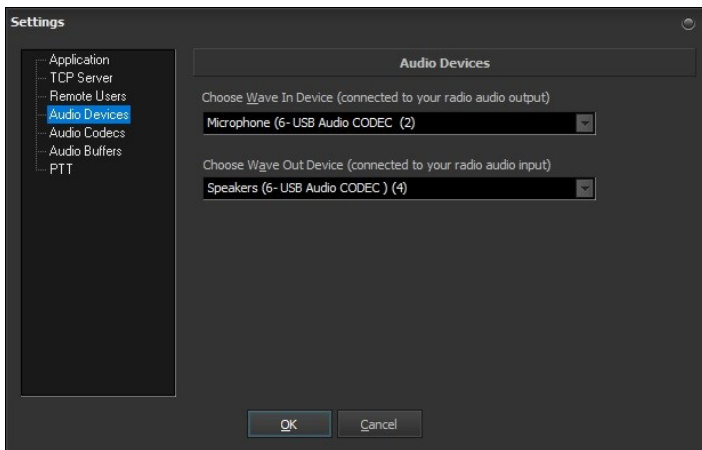 Settings
Application
TCP Server
Remote Users
Audio Devices
Audio Codecs
Audio Buffers
PTT
Audio Devices
Choose Wave In Device (connected to your radio audio output)
Microphone (6- USB Audio CODEC  (2)
Choose Wave Out Device (connected to your radio audio input)
Speakers (6- USB Audio CODEC ) (4)
OK
Cancel